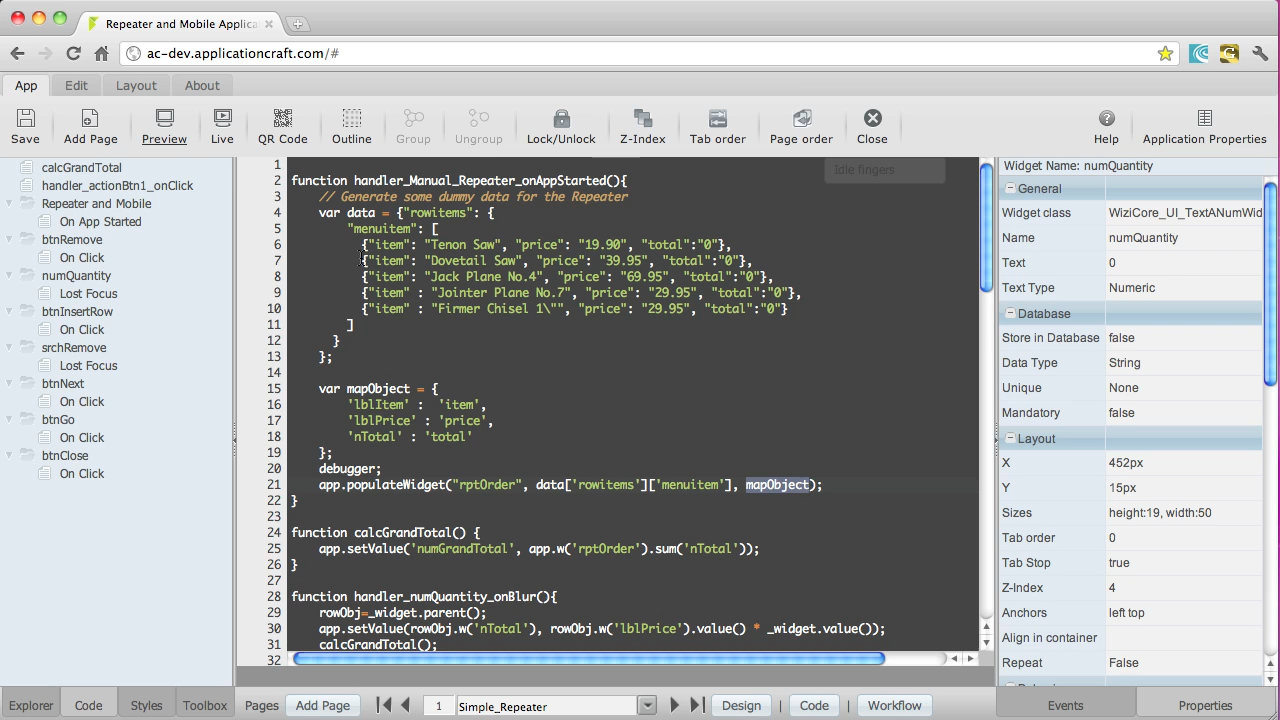 Repeater and Mobile Applica
ac-dev.applicationcraft.com/#
App Edit Layout About
Save Add Page Preview Live QR Code Outline Group Ungroup Lock/Unlock Z-Index Tab order Page order Close Help Application Properties
calcGrandTotal
handler_actionBtn1_onClick
Repeater and Mobile
On App Started
btnRemove
On Click
numQuantity
Lost Focus
btnInsertRow
On Click
srchRemove
Lost Focus
btnNext
On Click
btnGo
On Click
btnClose
On Click
Idle fingers
1
2 function handler_Manual_Repeater_onAppStarted(){
3 // Generate some dummy data for the Repeater
4 var data = {"rowitems": {
5 "menuitem": [
6 {"item": "Tenon Saw", "price": "19.90", "total":"0"},
7 {"item": "Dovetail Saw", "price": "39.95", "total":"0"},
8 {"item": "Jack Plane No.4", "price": "69.95", "total":"0"},
9 {"item" : "Jointer Plane No.7", "price": "29.95", "total":"0"},
10 {"item" : "Firmer Chisel 1\"", "price": "29.95", "total":"0"}
11 ]
12 }
13 };
14
15 var mapObject = {
16 'lblItem' : 'item',
17 'lblPrice' : 'price',
18 'nTotal' : 'total'
19 };
20 debugger;
21 app.populateWidget("rptOrder", data['rowitems']['menuitem'], mapObject);
22 }
23
24 function calcGrandTotal() {
25 app.setValue('numGrandTotal', app.w('rptOrder').sum('nTotal'));
26 }
27
28 function handler_numQuantity_onBlur(){
29 rowObj=_widget.parent();
30 app.setValue(rowObj.w('nTotal'), rowObj.w('lblPrice').value() * _widget.value());
31 calcGrandTotal();
32
Widget Name: numQuantity
General
Widget class WiziCore_UI_TextANumWid
Name numQuantity
Text 0
Text Type Numeric
Database
Store in Database false
Data Type String
Unique None
Mandatory false
Layout
X 452px
Y 15px
Sizes height:19, width:50
Tab order 0
Tab Stop true
Z-Index 4
Anchors left top
Align in container
Repeat False
Explorer Code Styles Toolbox Pages Add Page 1 Simple_Repeater Design | Code | Workflow Events Properties